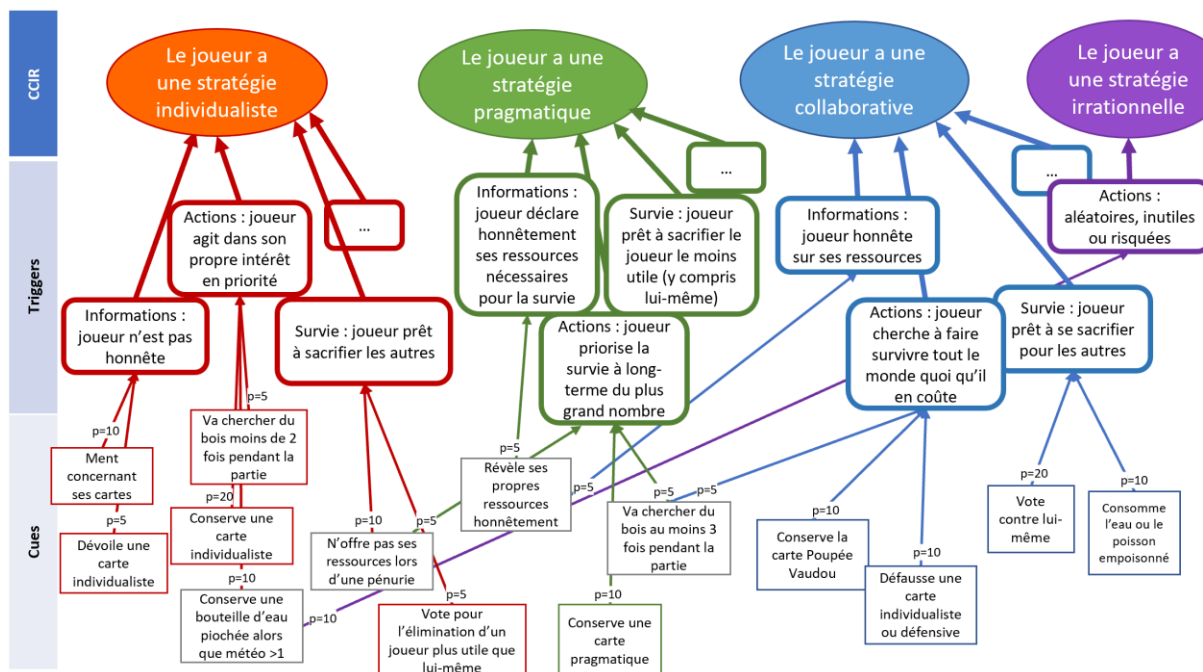 CCIR
Le joueur a
une stratégie
individualiste
Le joueur a une
stratégie
pragmatique
Le joueur a une
stratégie
collaborative
Le joueur a
une stratégie
irrationnelle
Triggers
Informations :
joueur n'est pas
honnête
Actions : joueur
agit dans son
propre intérêt
en priorité
Survie : joueur prêt
à sacrifier les autres
...
Informations :
joueur déclare
honnêtement
ses ressources
nécessaires
pour la survie
Actions : joueur
priorise la
survie à long-
terme du plus
grand nombre
Survie : joueur
prêt à sacrifier le
joueur le moins
utile (y compris
lui-même)
...
Informations :
joueur honnête
sur ses ressources
Actions : joueur
cherche à faire
survivre tout le
monde quoi qu'il
en coûte
Survie : joueur
prêt à se sacrifier
pour les autres
...
Actions :
aléatoires, inutiles
ou risquées
Cues
p=10
Ment
concernant
ses cartes
p=5
Dévoile une
carte
individualiste
p=5
Va chercher du
bois moins de 2
fois pendant la
partie
p=20
Conserve une
carte
individualiste
p=10
Conserve une
bouteille d'eau
piochée alors
que météo >1
p=10
p=10
N'offre pas ses
ressources lors
d'une pénurie
p=5
p=5
Vote pour
l'élimination d'un
joueur plus utile que
lui-même
p=5
Révèle ses
propres
ressources
honnêtement
p=5
p=10
Conserve une
carte
pragmatique
p=5
p=5
Va chercher du
bois au moins 3
fois pendant la
partie
p=10
Conserve la
carte Poupée
Vaudou
p=10
Défausse une
carte
individualiste
ou défensive
p=20
Vote
contre lui-
même
p=10
Consomme
l'eau ou le
poisson
empoisonné